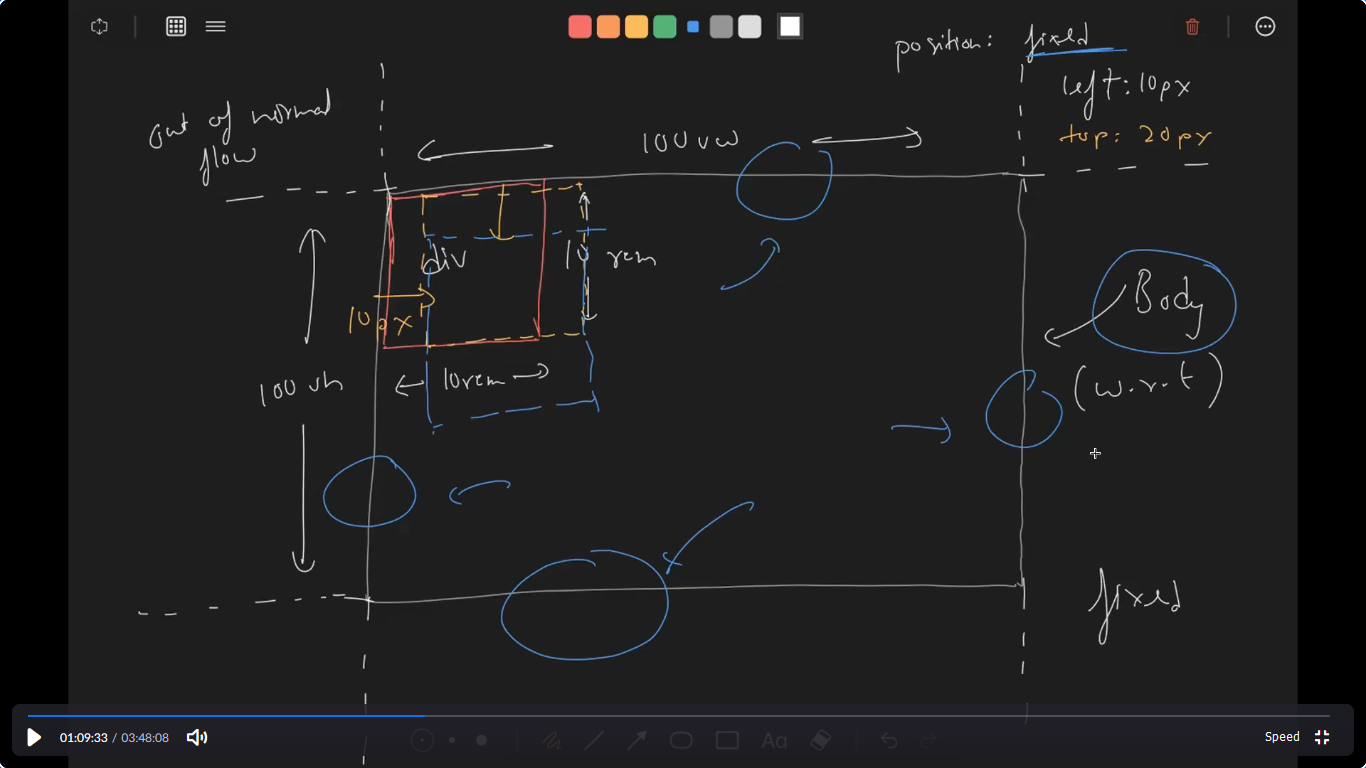 position: fixed
left: 10px
top: 20px
out of normal
flow
100vw
div
10 rem
10px
10rem
100vh
Body
(w.r.t)
fixed
01:09:33 / 03:48:08
Speed
Aa